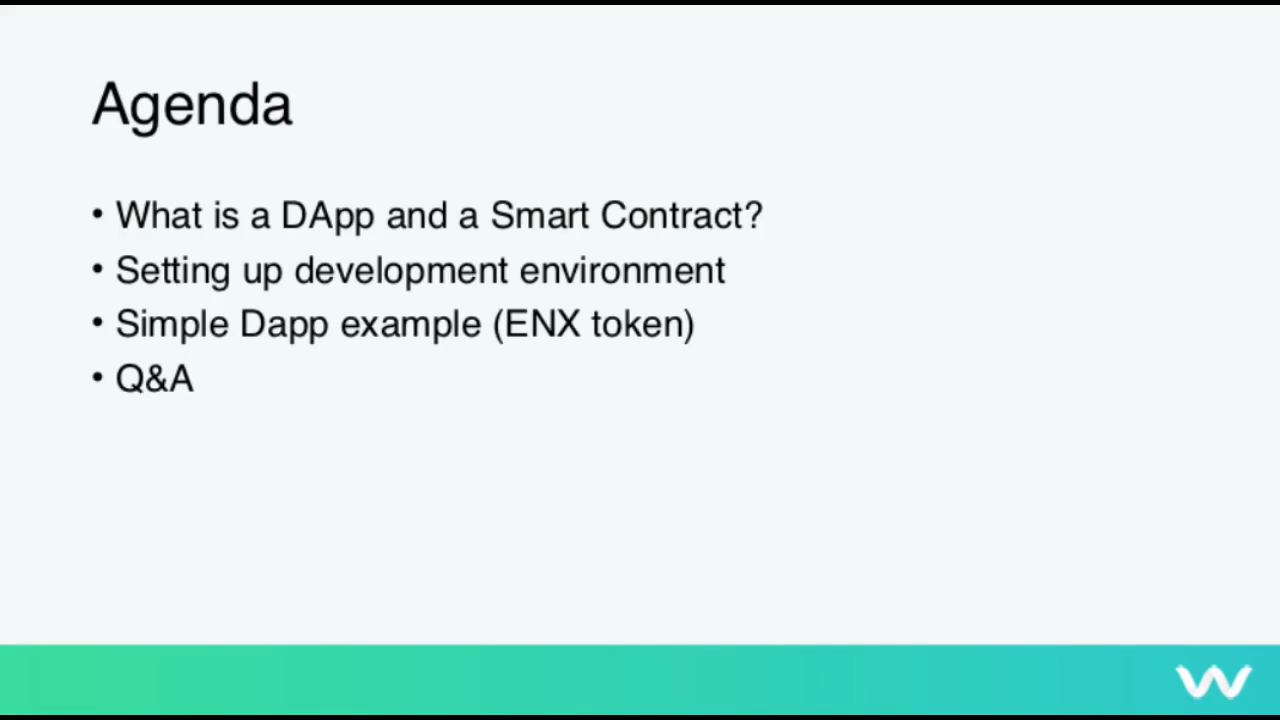 Agenda
• What is a DApp and a Smart Contract?
• Setting up development environment
• Simple Dapp example (ENX token)
• Q&A